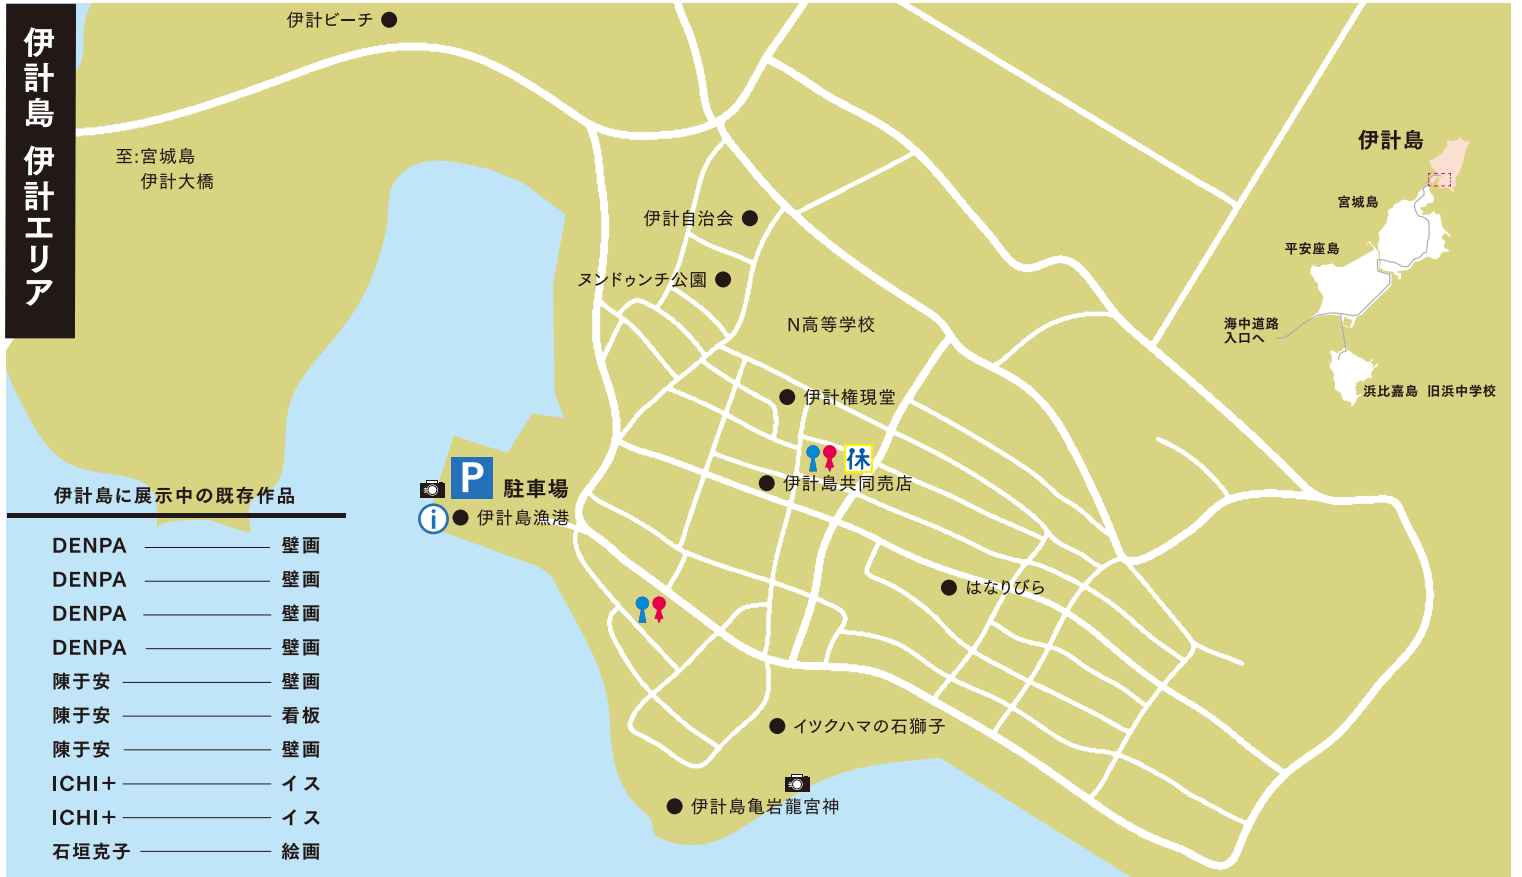 伊計島 伊計エリア
伊計ビーチ
至:宮城島
伊計大橋
伊計自治会
ヌンドゥンチ公園
N高等学校
伊計権現堂
休
伊計島共同売店
P
駐車場
i
伊計島漁港
はなりびら
イツクハマの石獅子
伊計島亀岩龍宮神
伊計島
宮城島
平安座島
海中道路
入口へ
浜比嘉島 旧浜中学校
伊計島に展示中の既存作品
DENPA 壁画
DENPA 壁画
DENPA 壁画
DENPA 壁画
陳于安 壁画
陳于安 看板
陳于安 壁画
ICHI+ イス
ICHI+ イス
石垣克子 絵画